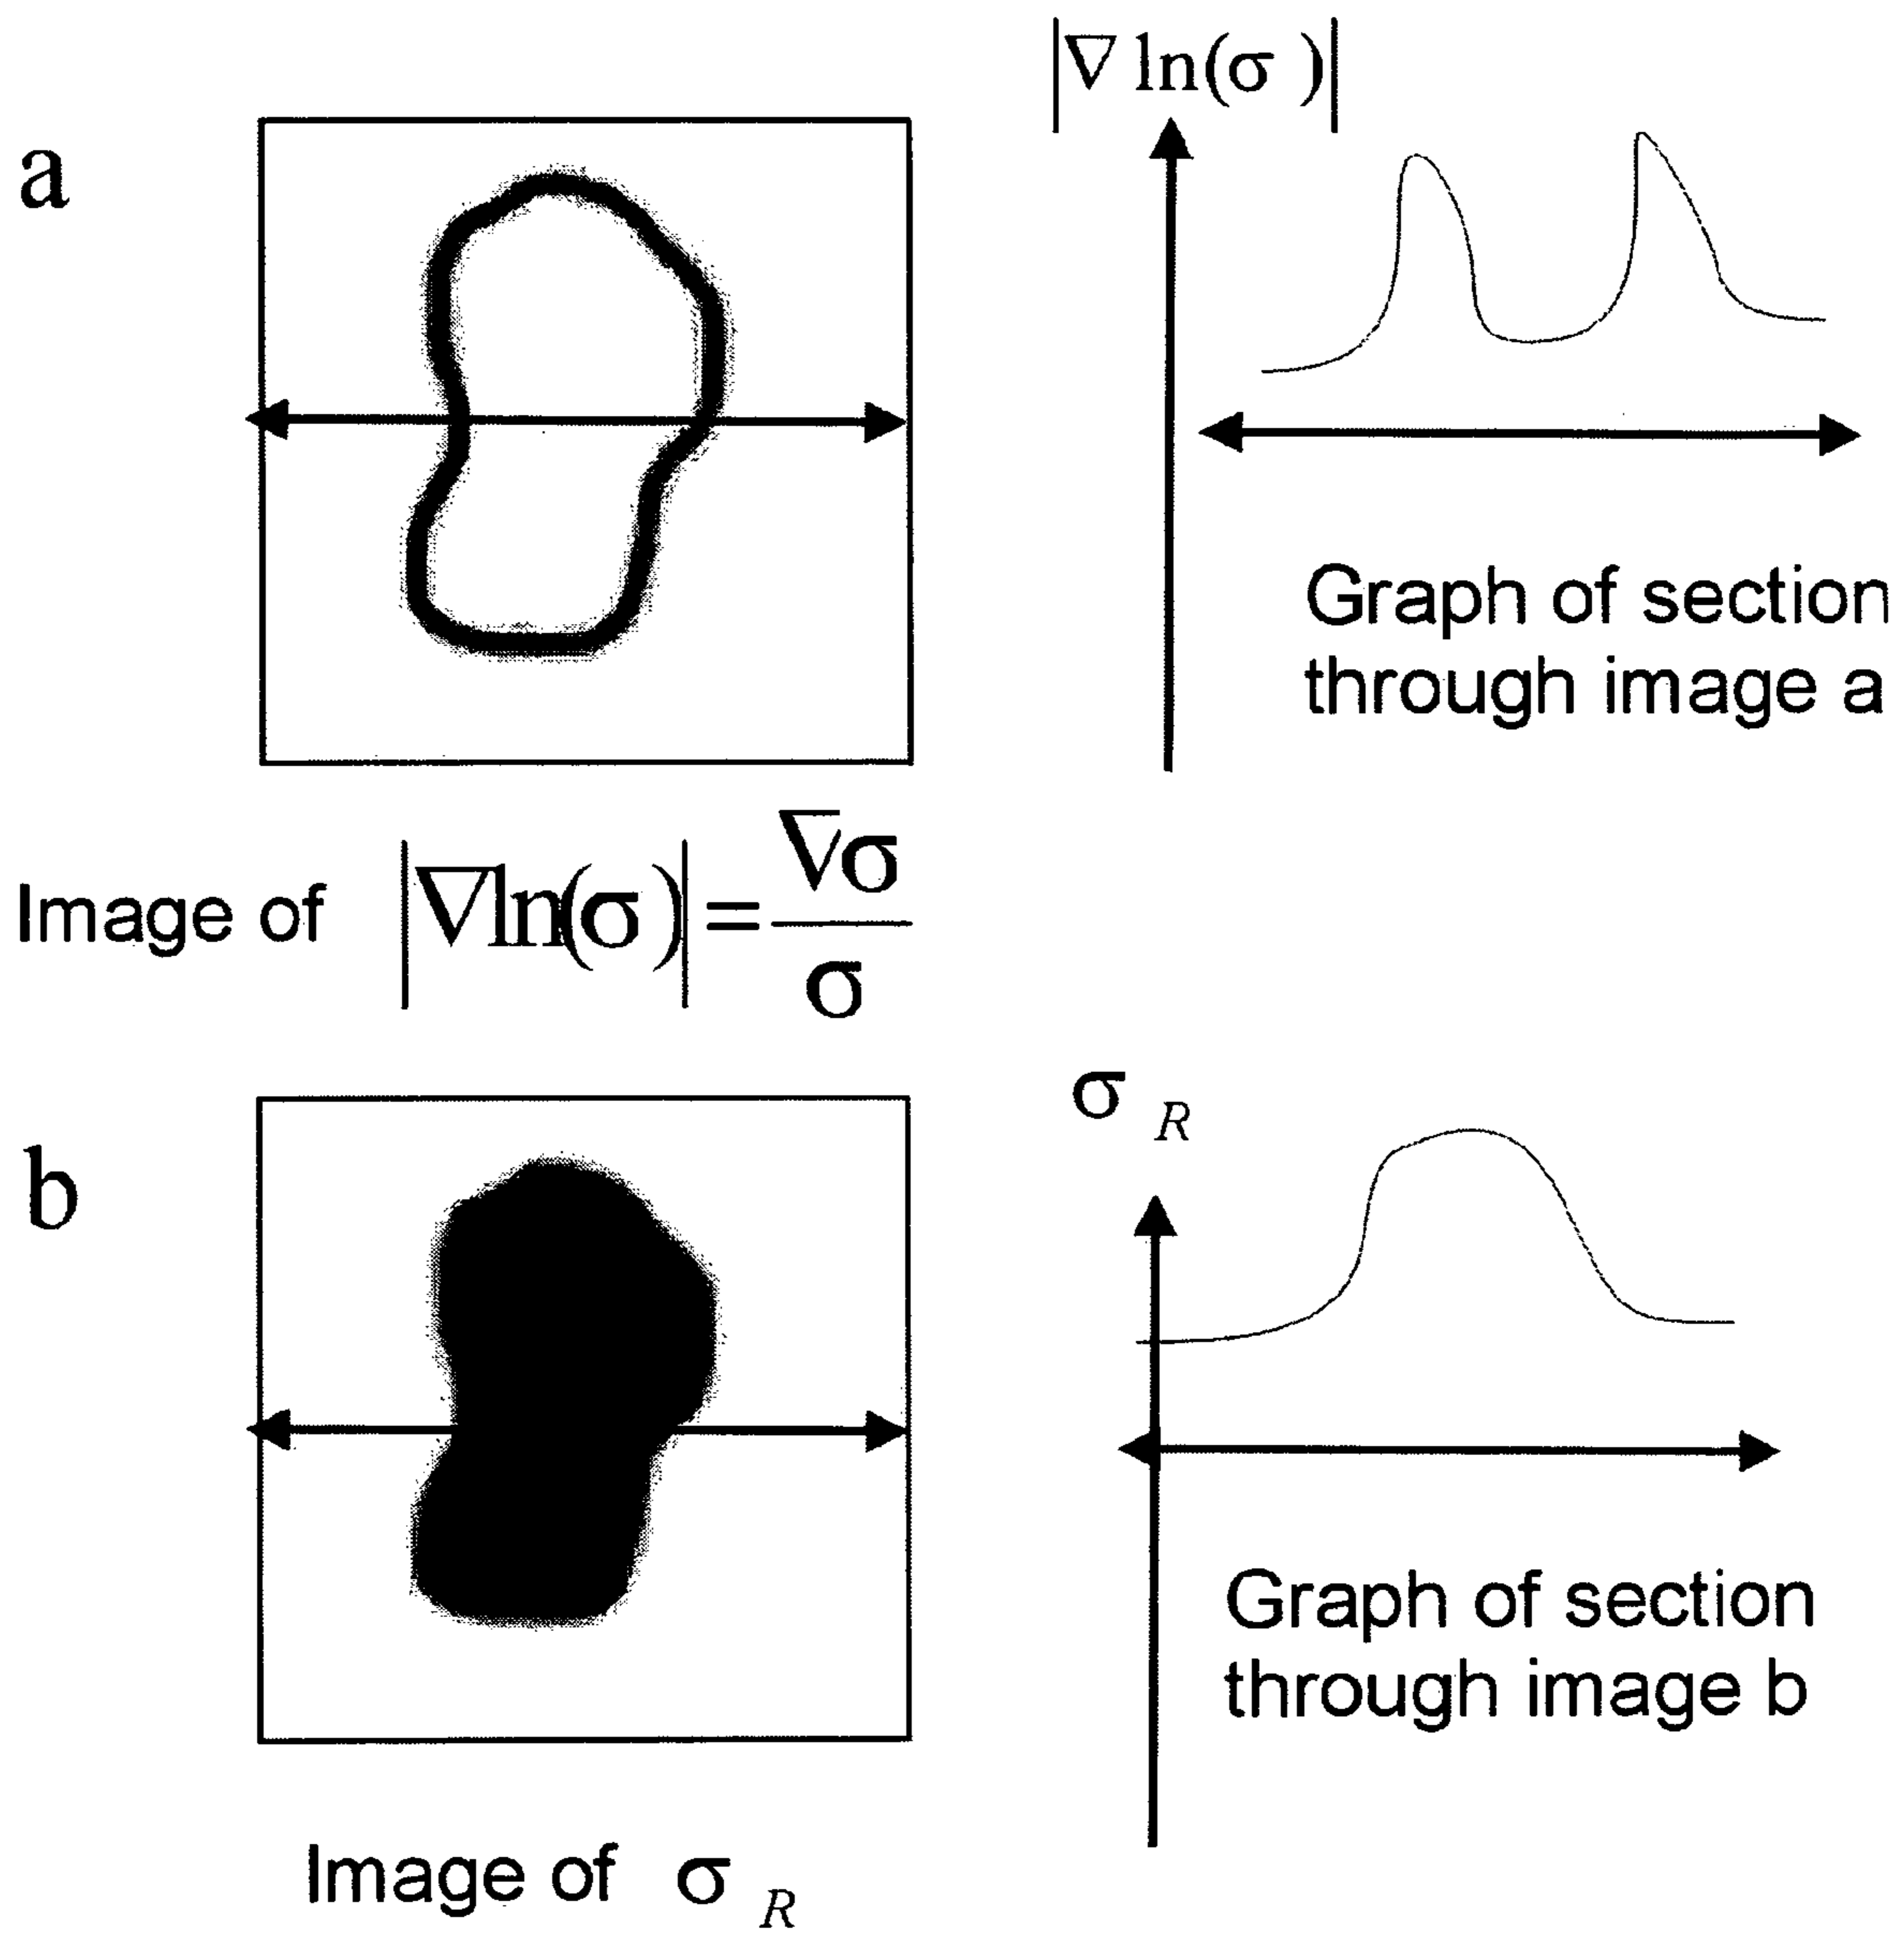 |∇ ln(σ )|
a
Graph of section
through image a
Image of |∇ln(σ)| = ∇σ/σ
b
σ R
Graph of section
through image b
Image of σ R